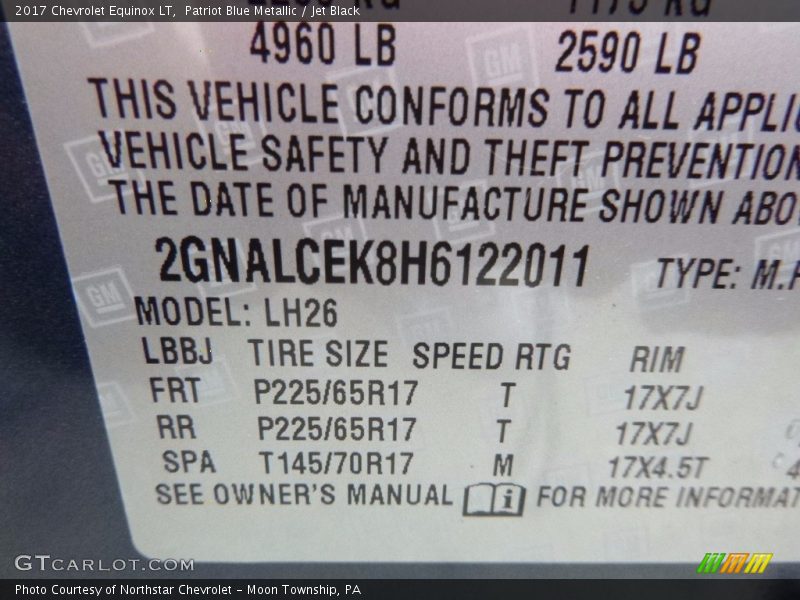 2017 Chevrolet Equinox LT, Patriot Blue Metallic / Jet Black
4960 LB 2590 LB
THIS VEHICLE CONFORMS TO ALL APPLI
VEHICLE SAFETY AND THEFT PREVENTION
THE DATE OF MANUFACTURE SHOWN ABO
2GNALCEK8H6122011 TYPE: M.P
MODEL: LH26
LBBJ TIRE SIZE SPEED RTG RIM
FRT P225/65R17 T 17X7J
RR P225/65R17 T 17X7J
SPA T145/70R17 M 17X4.5T 4
SEE OWNER'S MANUAL i FOR MORE INFORMAT
GTCARLOT.COM
Photo Courtesy of Northstar Chevrolet - Moon Township, PA